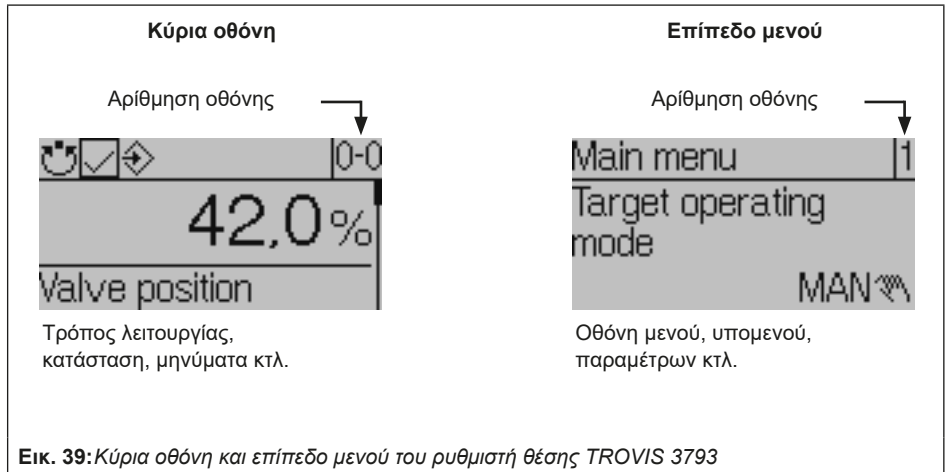 Κύρια οθόνη
Αρίθμηση οθόνης
0-0
42,0%
Valve position
Τρόπος λειτουργίας,
κατάσταση, μηνύματα κτλ.
Επίπεδο μενού
Αρίθμηση οθόνης
Main menu 1
Target operating
mode
MAN
Οθόνη μενού, υπομενού,
παραμέτρων κτλ.
Εικ. 39: Κύρια οθόνη και επίπεδο μενού του ρυθμιστή θέσης TROVIS 3793